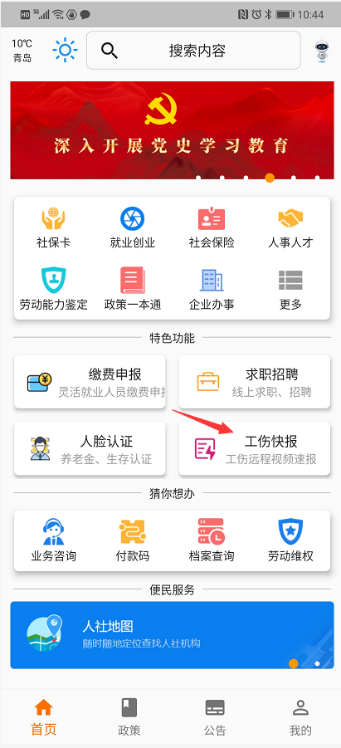 HD 5G 10:44
10℃
青岛
搜索内容
深入开展党史学习教育
社保卡 就业创业 社会保险 人事人才
劳动能力鉴定 政策一本通 企业办事 更多
特色功能
缴费申报
灵活就业人员缴费申报
求职招聘
线上求职、招聘
人脸认证
养老金、生存认证
工伤快报
工伤远程视频速报
猜你想办
业务咨询 付款码 档案查询 劳动维权
便民服务
人社地图
随时随地定位查找人社机构
首页 政策 公告 我的